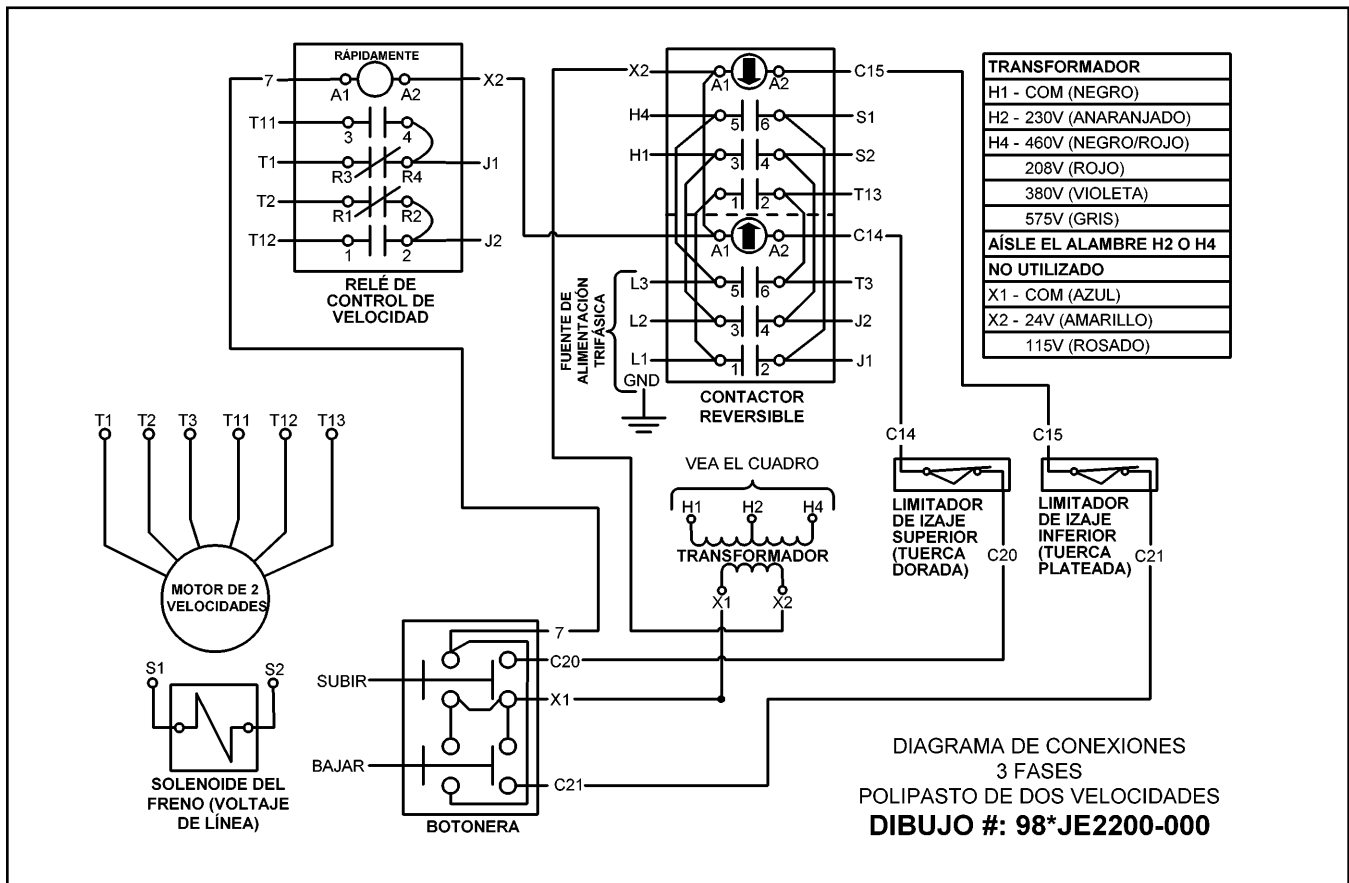 RÁPIDAMENTE
7
A1
A2
X2
T11
3
4
T1
R3
R4
J1
T2
R1
R2
T12
1
2
J2
RELÉ DE
CONTROL DE
VELOCIDAD
X2
A1
A2
C15
H4
5
6
S1
H1
3
4
S2
1
2
T13
A1
A2
C14
L3
5
6
T3
L2
3
4
J2
L1
1
2
J1
GND
FUENTE DE
ALIMENTACIÓN
TRIFÁSICA
CONTACTOR
REVERSIBLE
TRANSFORMADOR
H1 - COM (NEGRO)
H2 - 230V (ANARANJADO)
H4 - 460V (NEGRO/ROJO)
208V (ROJO)
380V (VIOLETA)
575V (GRIS)
AÍSLE EL ALAMBRE H2 O H4
NO UTILIZADO
X1 - COM (AZUL)
X2 - 24V (AMARILLO)
115V (ROSADO)
T1
T2
T3
T11
T12
T13
MOTOR DE 2
VELOCIDADES
S1
S2
SOLENOIDE DEL
FRENO (VOLTAJE
DE LÍNEA)
VEA EL CUADRO
H1
H2
H4
TRANSFORMADOR
X1
X2
C14
C15
LIMITADOR
DE IZAJE
SUPERIOR
(TUERCA
DORADA)
C20
LIMITADOR
DE IZAJE
INFERIOR
(TUERCA
PLATEADA)
C21
7
C20
SUBIR
X1
BAJAR
C21
BOTONERA
DIAGRAMA DE CONEXIONES
3 FASES
POLIPASTO DE DOS VELOCIDADES
DIBUJO #: 98*JE2200-000